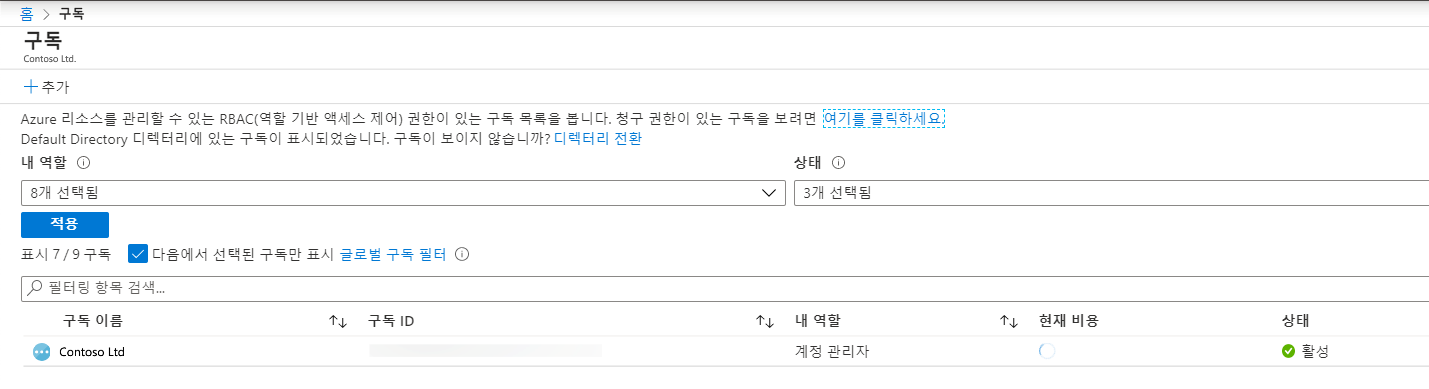 홈 > 구독
구독
Contoso Ltd.
+ 추가
Azure 리소스를 관리할 수 있는 RBAC(역할 기반 액세스 제어) 권한이 있는 구독 목록을 봅니다. 청구 권한이 있는 구독을 보려면 여기를 클릭하세요.
Default Directory 디렉터리에 있는 구독이 표시되었습니다. 구독이 보이지 않습니까? 디렉터리 전환
내 역할 상태
8개 선택됨 3개 선택됨
적용
표시 7 / 9 구독 다음에서 선택된 구독만 표시 글로벌 구독 필터
필터링 항목 검색...
구독 이름 구독 ID 내 역할 현재 비용 상태
Contoso Ltd 계정 관리자 활성